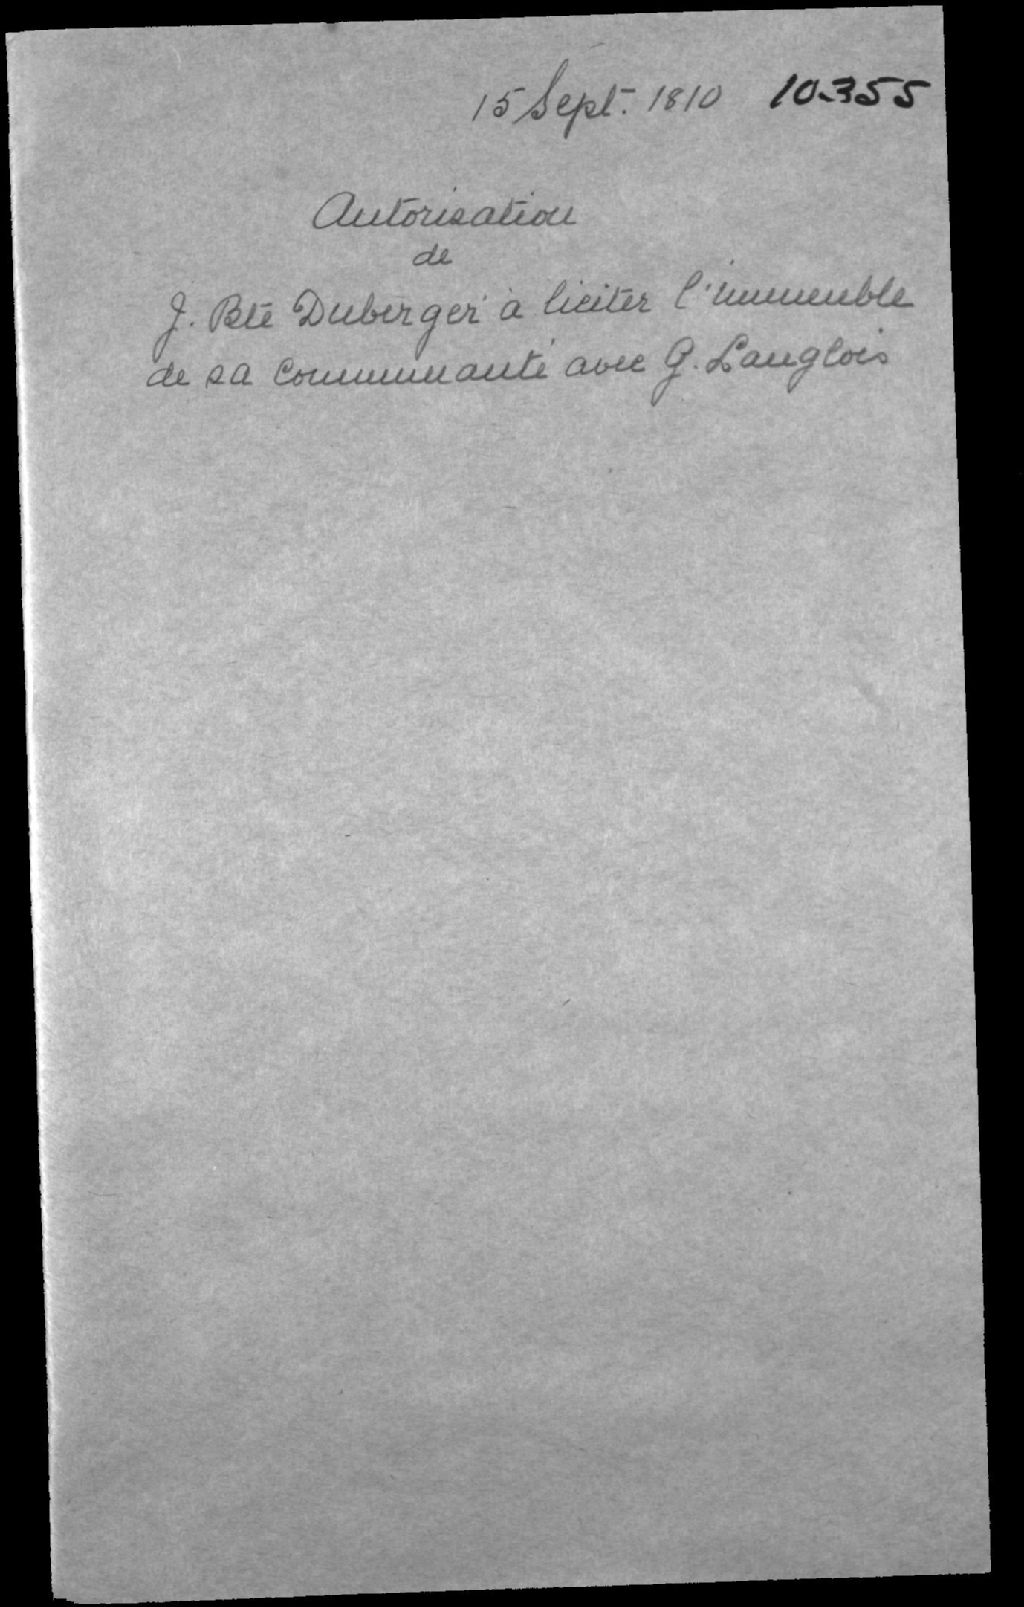 15 Sept. 1810 10355
Autorisation
de
J. Bte Duberger à liciter l'immeuble
de sa communauté avec G. Langlois